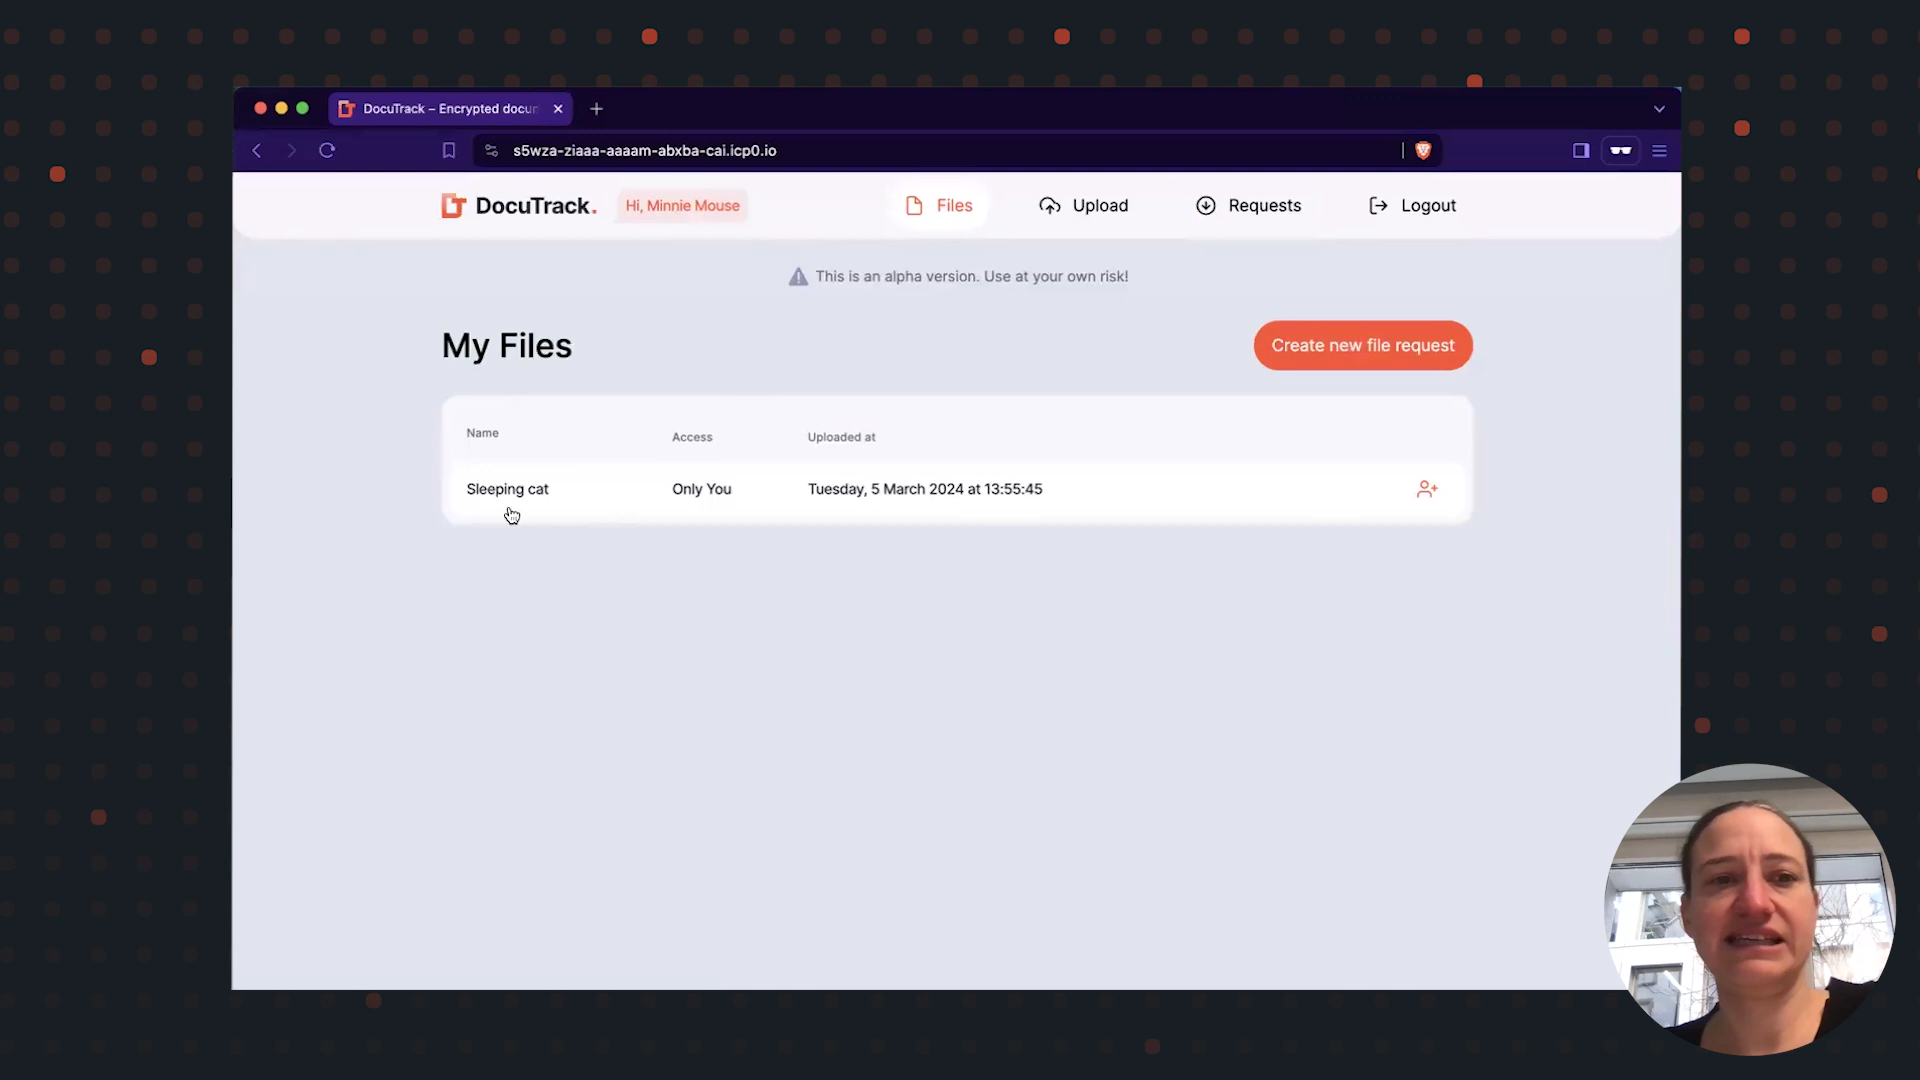 DocuTrack – Encrypted docu
s5wza-ziaaa-aaaam-abxba-cai.icp0.io
DocuTrack. Hi, Minnie Mouse Files Upload Requests Logout
This is an alpha version. Use at your own risk!
My Files Create new file request
Name Access Uploaded at
Sleeping cat Only You Tuesday, 5 March 2024 at 13:55:45